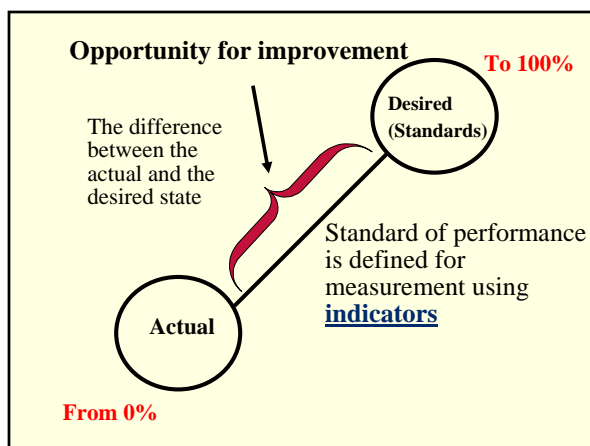 Opportunity for improvement
To 100%
Desired
(Standards)
The difference
between the
actual and the
desired state
Standard of performance
is defined for
measurement using
indicators
Actual
From 0%